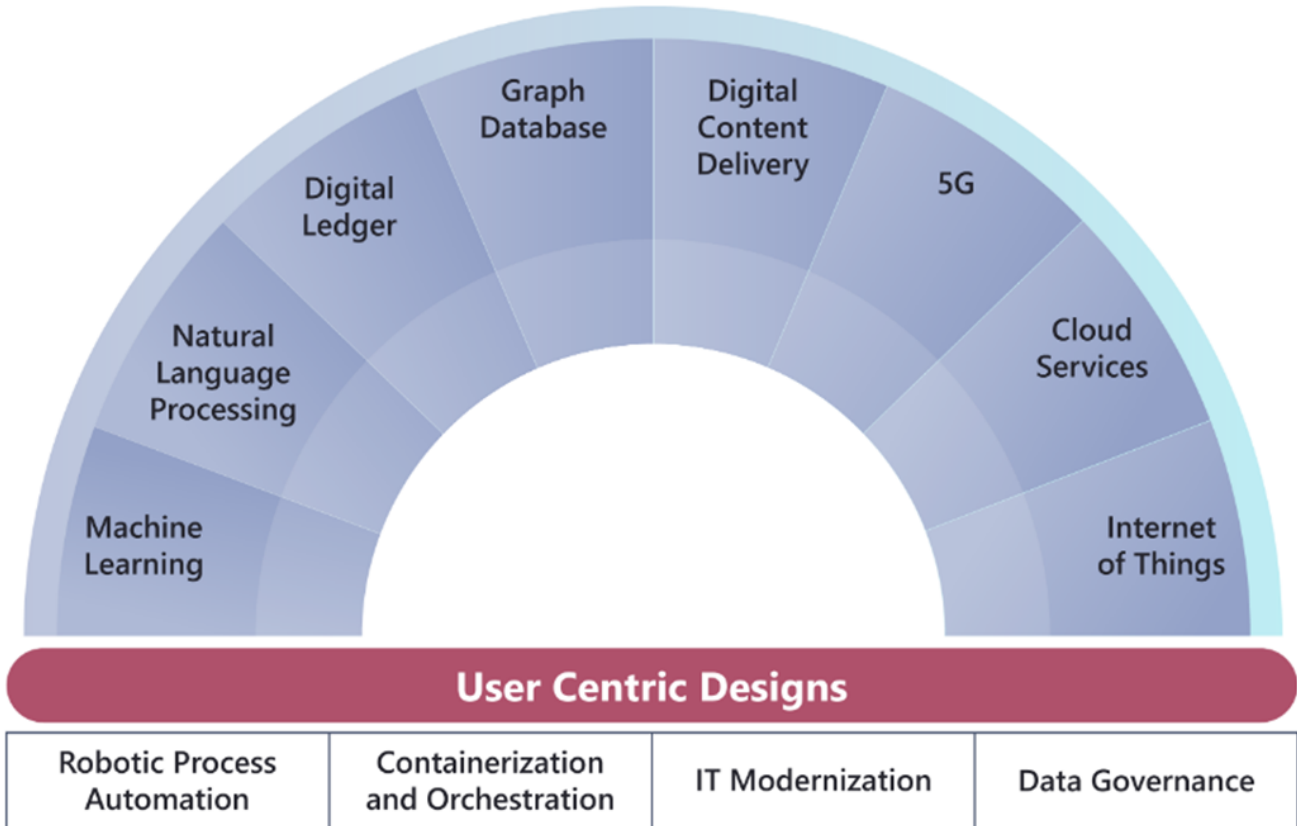 Graph
Database
Digital
Content
Delivery
Digital
Ledger
5G
Natural
Language
Processing
Cloud
Services
Machine
Learning
Internet
of Things
User Centric Designs
Robotic Process
Automation
Containerization
and Orchestration
IT Modernization
Data Governance